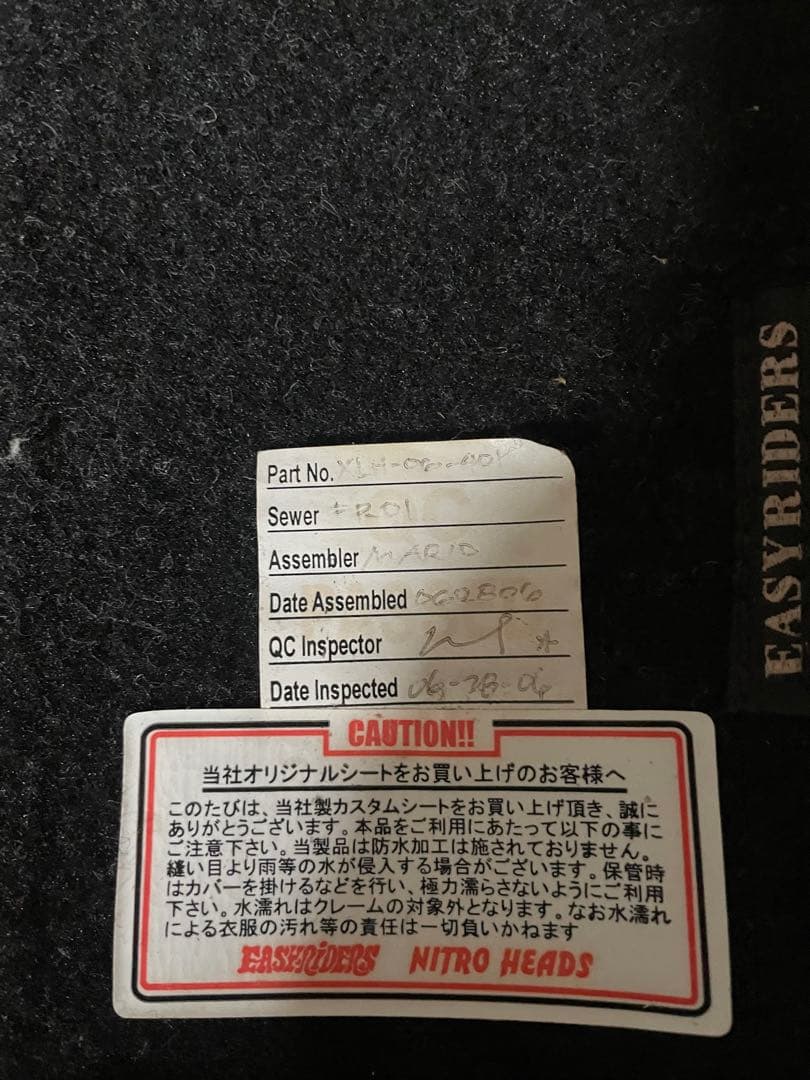 Part No.
Sewer
Assembler MARIO
Date Assembled 062806
QC Inspector
Date Inspected 06-28-06
EASYRIDERS
CAUTION!!
当社オリジナルシートをお買い上げのお客様へ
このたびは、当社製カスタムシートをお買い上げ頂き、誠に
ありがとうございます。本品をご利用にあたって以下の事に
ご注意下さい。当製品は防水加工は施されておりません。
縫い目より雨等の水が侵入する場合がございます。保管時
はカバーを掛けるなどを行い、極力濡らさないようにご利用
下さい。水濡れはクレームの対象外となります。なお水濡れ
による衣服の汚れ等の責任は一切負いかねます
EASYRIDERS NITRO HEADS